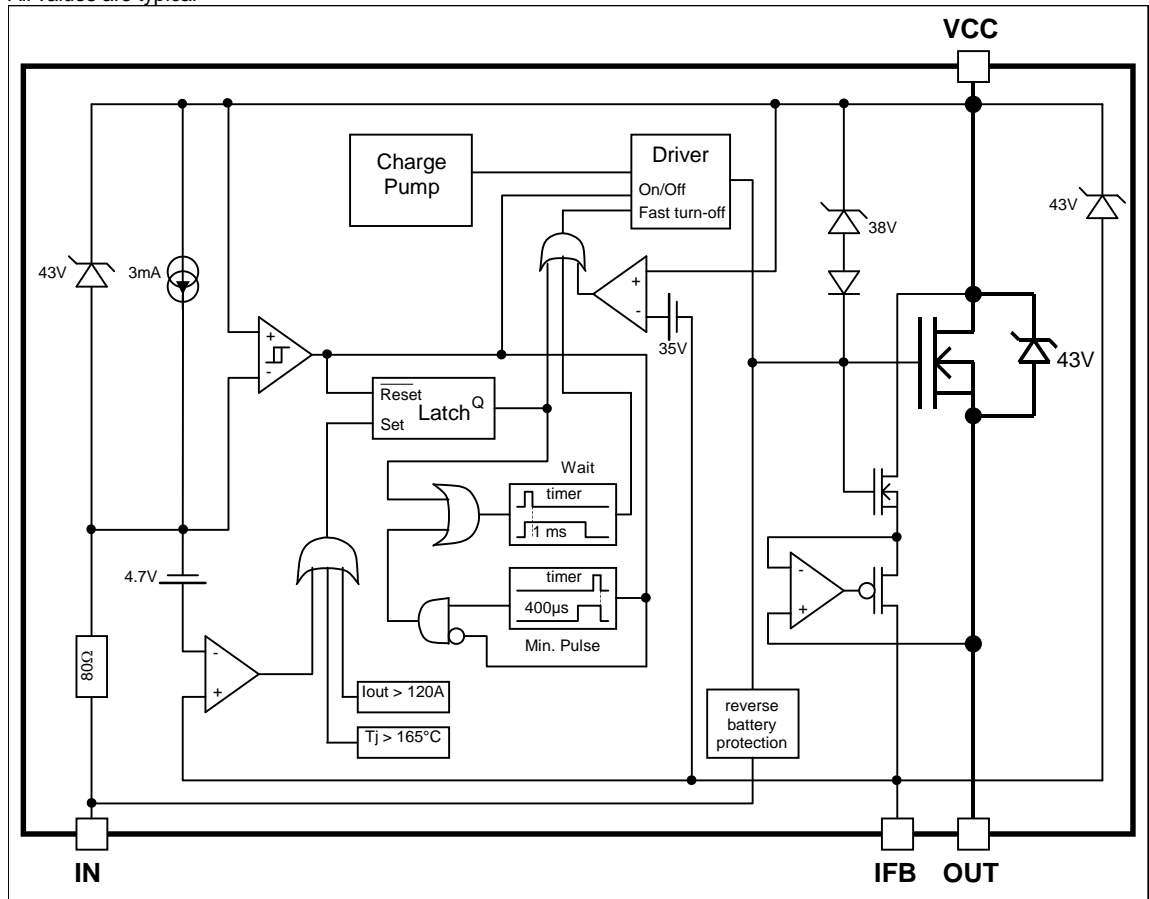 All values are typical
VCC
Charge
Pump
Driver
On/Off
Fast turn-off
43V
3mA
38V
43V
+
-
35V
+
-
43V
Reset
Latch
Q
Set
Wait
timer
1 ms
4.7V
timer
400µs
Min. Pulse
-
+
80Ω
-
+
Iout > 120A
Tj > 165°C
reverse
battery
protection
IN
IFB
OUT